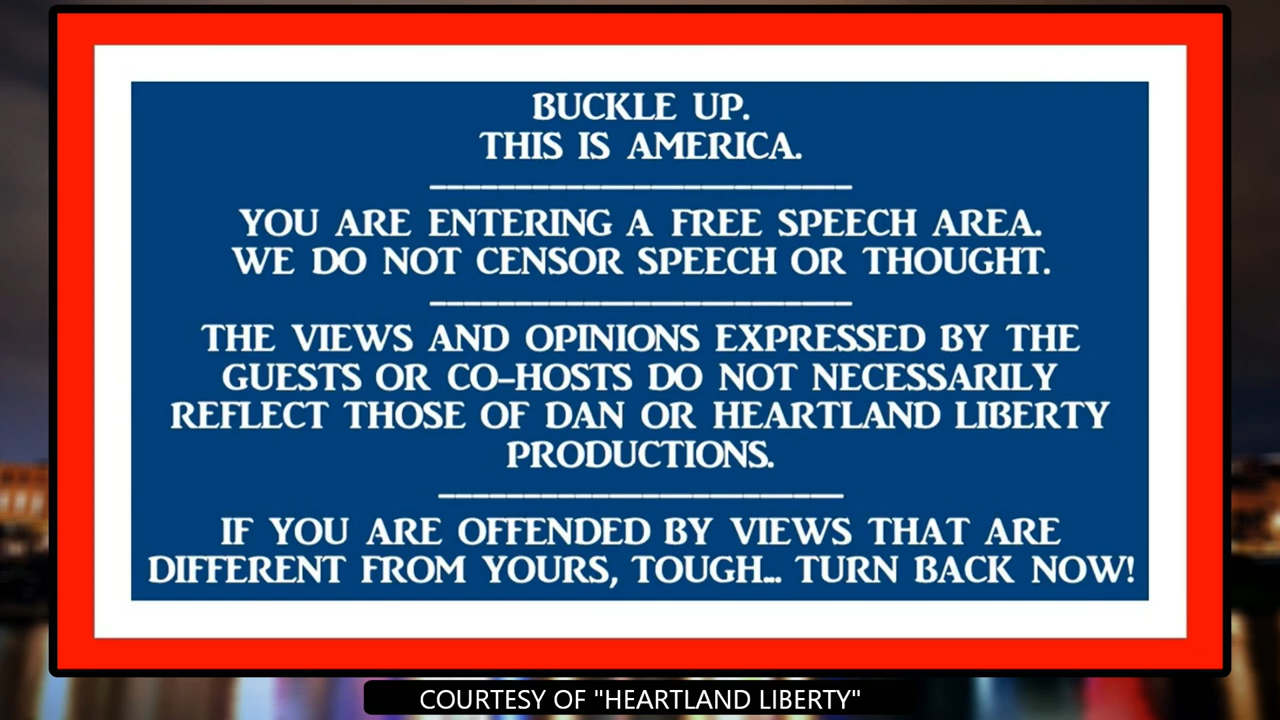 BUCKLE UP.
THIS IS AMERICA.
YOU ARE ENTERING A FREE SPEECH AREA.
WE DO NOT CENSOR SPEECH OR THOUGHT.
THE VIEWS AND OPINIONS EXPRESSED BY THE
GUESTS OR CO-HOSTS DO NOT NECESSARILY
REFLECT THOSE OF DAN OR HEARTLAND LIBERTY
PRODUCTIONS.
IF YOU ARE OFFENDED BY VIEWS THAT ARE
DIFFERENT FROM YOURS, TOUGH... TURN BACK NOW!
COURTESY OF "HEARTLAND LIBERTY"